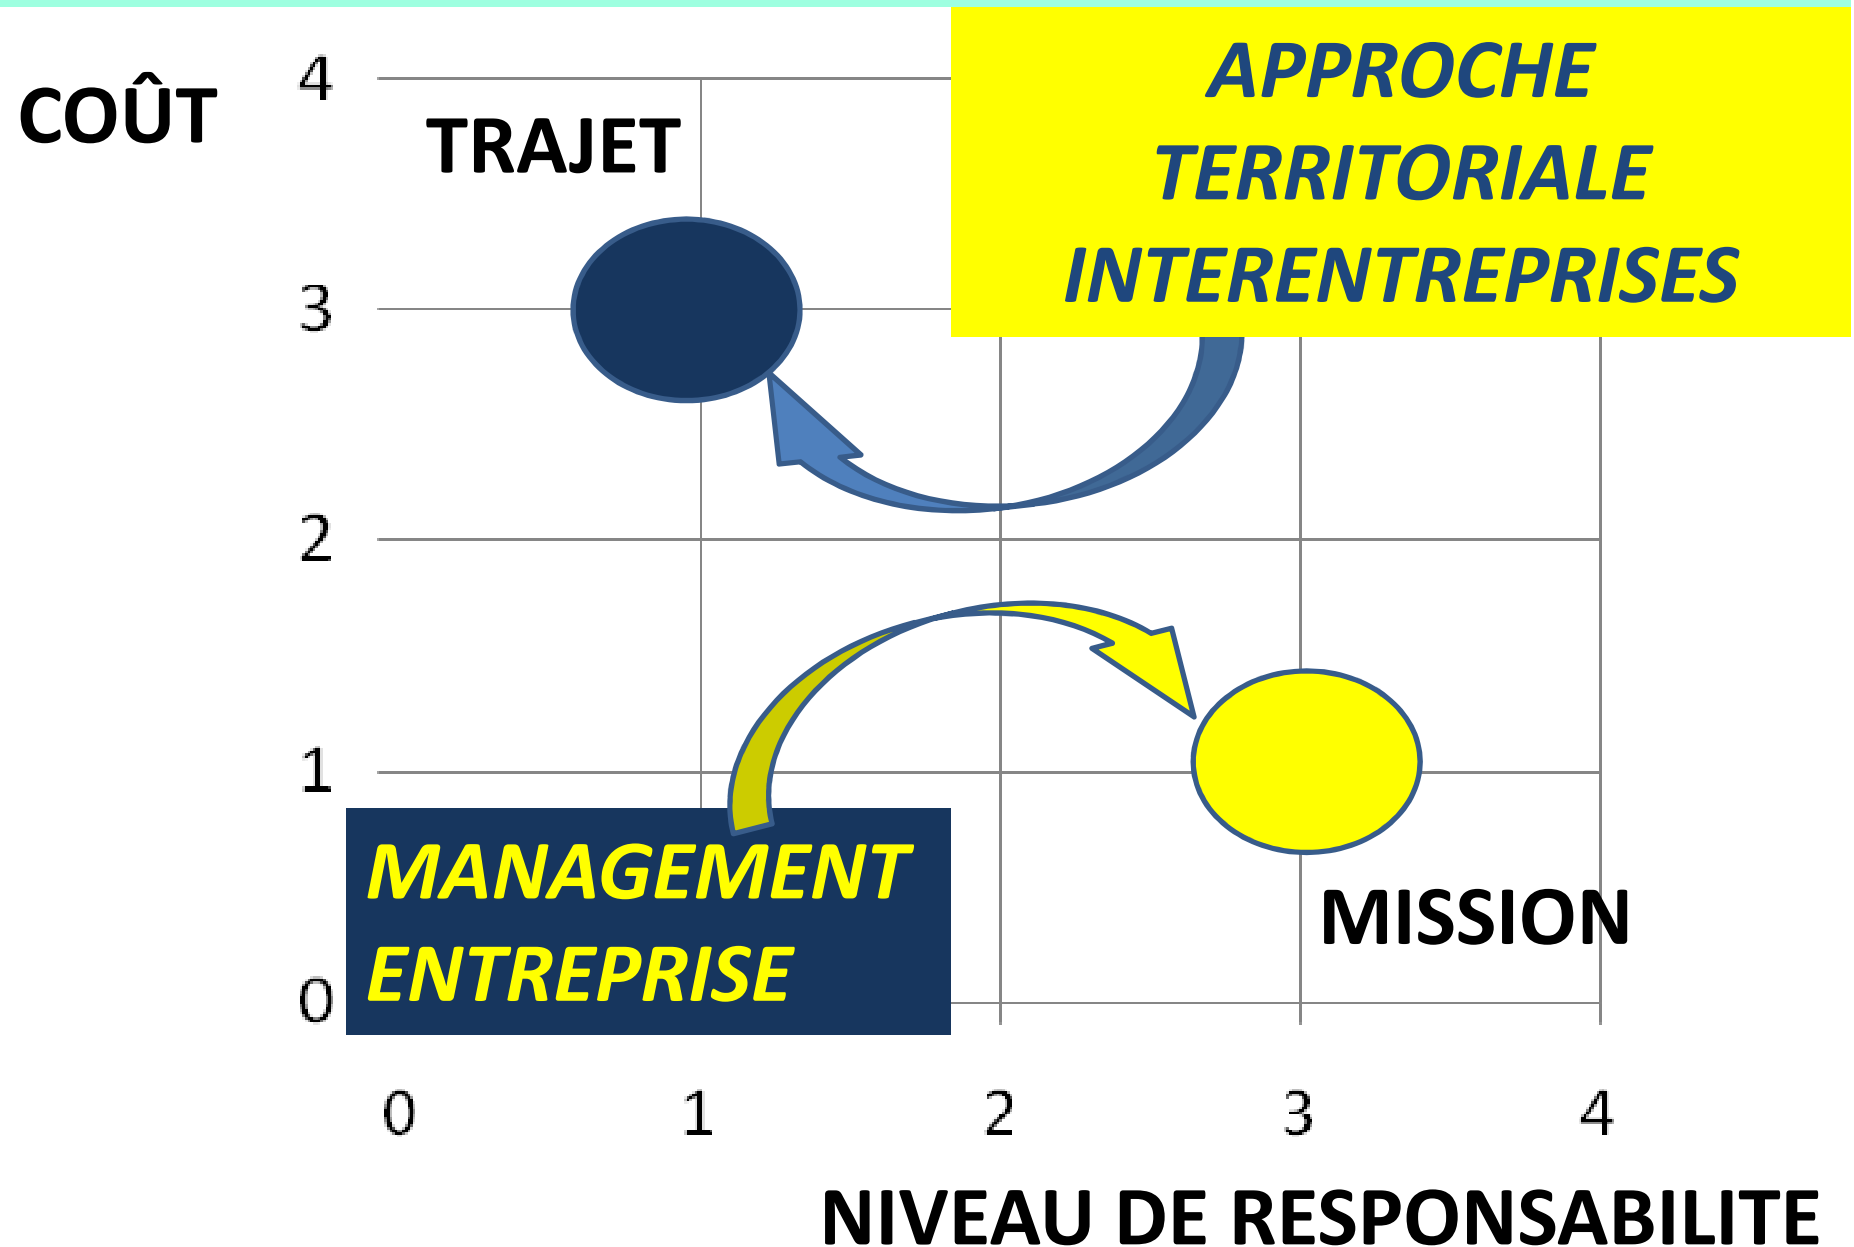 COÛT
4
TRAJET
APPROCHE
TERRITORIALE
INTERENTREPRISES
3
2
1
MANAGEMENT
ENTREPRISE
MISSION
0
0 1 2 3 4
NIVEAU DE RESPONSABILITE